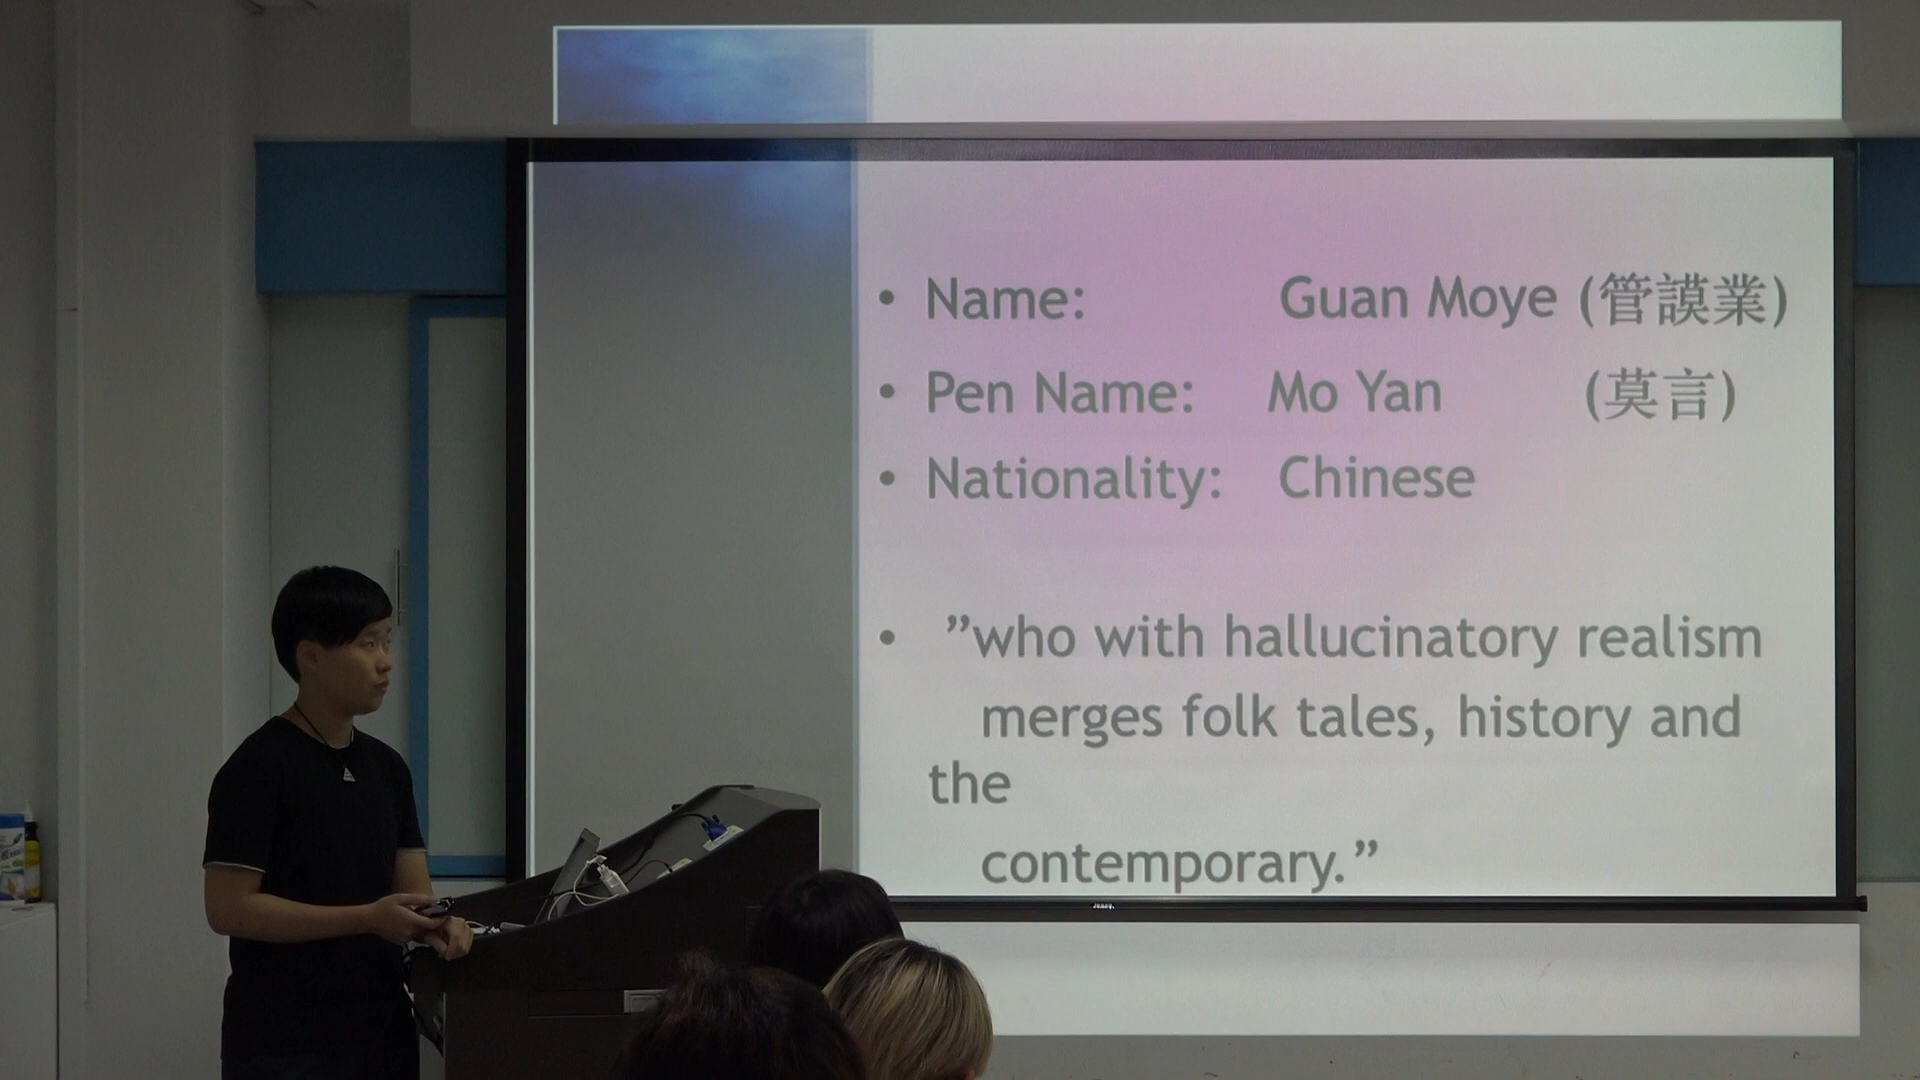 • Name: Guan Moye (管謨業)
• Pen Name: Mo Yan (莫言)
• Nationality: Chinese
• ”who with hallucinatory realism
merges folk tales, history and
the
contemporary.”